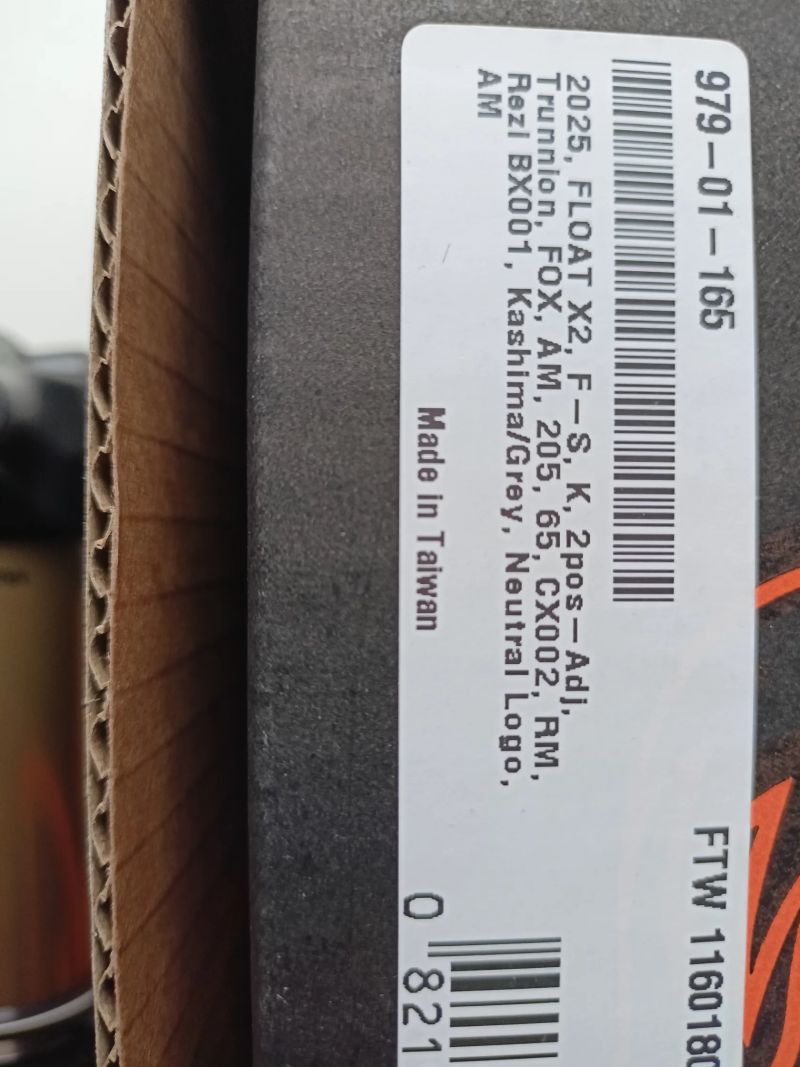 979-01-165
2025, FLOAT X2, F-S, K, 2pos-Adj,
Trunnion, FOX, AM, 205, 65, CX002, RM,
Rezi BX001, Kashima/Grey, Neutral Logo,
AM
Made in Taiwan
FTW 1160180
0 821